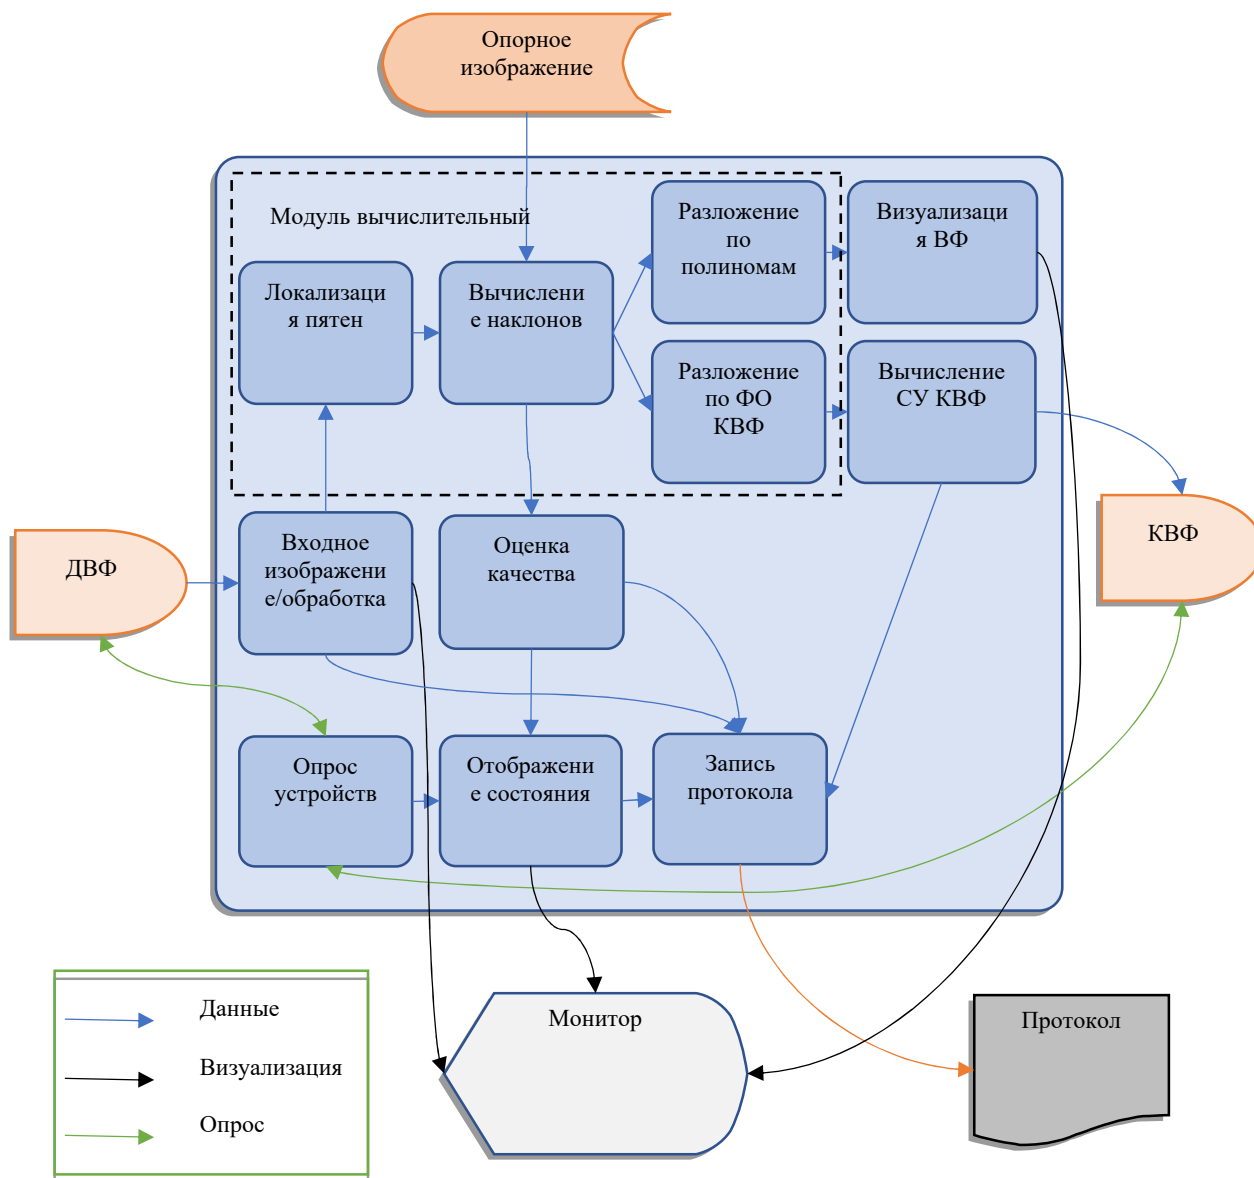 Опорное
изображение
Модуль вычислительный
Разложение
по
полиномам
Визуализаци
я ВФ
Локализаци
я пятен
Вычислени
е наклонов
Разложение
по ФО
КВФ
Вычисление
СУ КВФ
ДВФ
Входное
изображени
е/обработка
Оценка
качества
КВФ
Опрос
устройств
Отображени
е состояния
Запись
протокола
Данные
Визуализация
Опрос
Монитор
Протокол